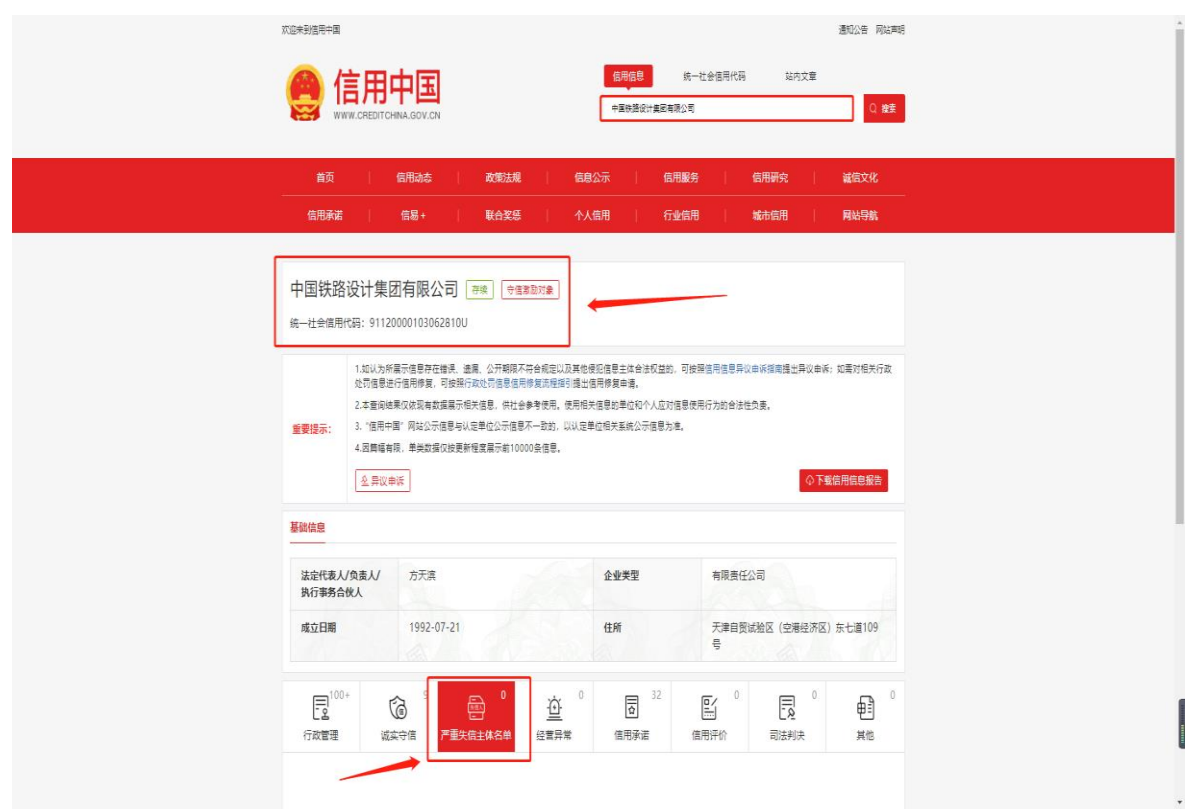 欢迎来到信用中国
通知公告 网站声明
信用中国
WWW.CREDITCHINA.GOV.CN
信用信息 统一社会信用代码 站内文章
中国铁路设计集团有限公司
搜索
首页 信用动态 政策法规 信息公示 信用服务 信用研究 诚信文化
信用承诺 信易+ 联合奖惩 个人信用 行业信用 城市信用 网站导航
中国铁路设计集团有限公司 存续 守信激励对象
统一社会信用代码：91120000103062810U
重要提示：
1.如认为所展示信息存在错误、遗漏、公开期限不符合规定以及其他侵犯信息主体合法权益的，可按照信用信息异议申诉指南提出异议申诉；如需对相关行政
处罚信息进行信用修复，可按照行政处罚信息信用修复流程指引提出信用修复申请。
2.本查询结果仅依现有数据展示相关信息，供社会参考使用。使用相关信息的单位和个人应对信息使用行为的合法性负责。
3.“信用中国”网站公示信息与认定单位公示信息不一致的，以认定单位相关系统公示信息为准。
4.因篇幅有限，单类数据仅按更新程度展示前10000条信息。
异议申诉
下载信用信息报告
基础信息
法定代表人/负责人/
执行事务合伙人
方天滨
企业类型
有限责任公司
成立日期
1992-07-21
住所
天津自贸试验区（空港经济区）东七道109
号
100+
行政管理
9
诚实守信
0
严重失信主体名单
0
经营异常
32
信用承诺
0
信用评价
0
司法判决
0
其他